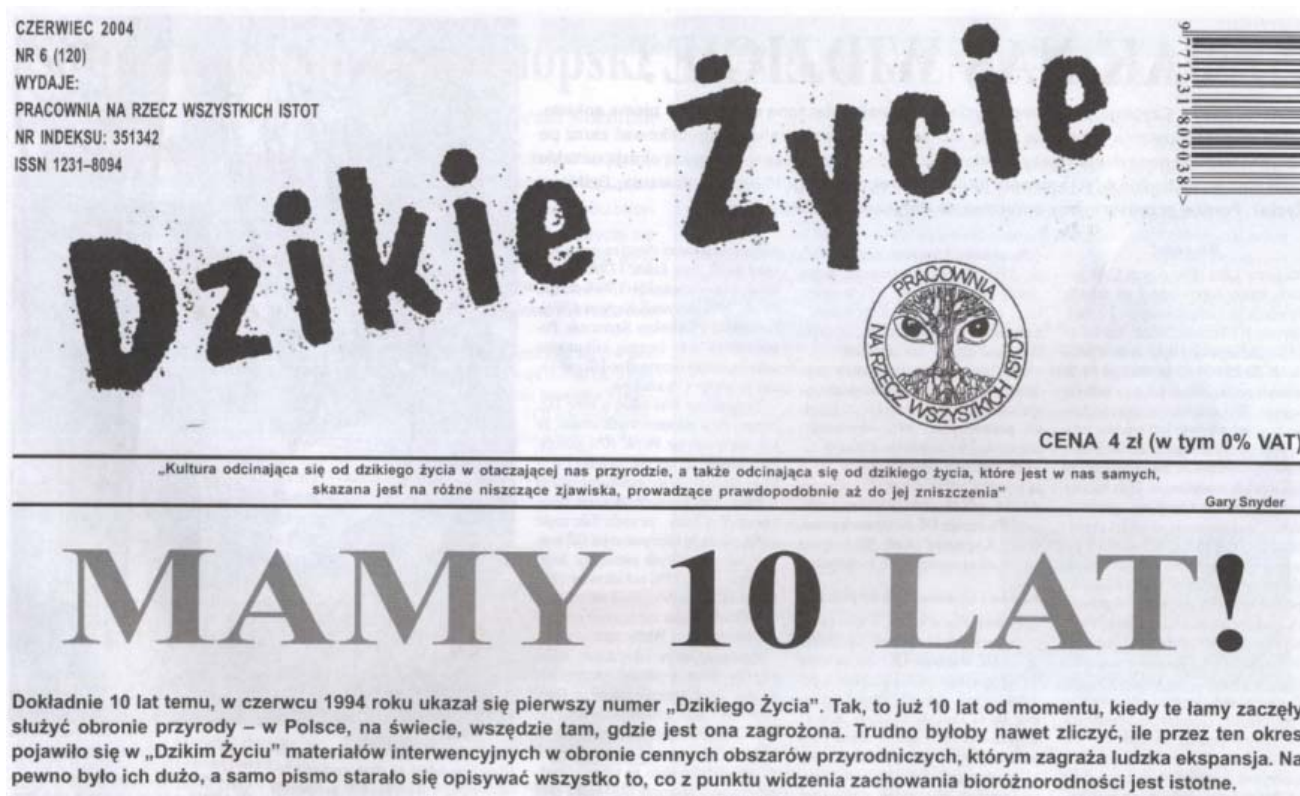 CZERWIEC 2004
NR 6 (120)
WYDAJE:
PRACOWNIA NA RZECZ WSZYSTKICH ISTOT
NR INDEKSU: 351342
ISSN 1231–8094
Dzikie Życie
9 771231 809033 >
PRACOWNIA
NA RZECZ WSZYSTKICH ISTOT
CENA 4 zł (w tym 0% VAT)
„Kultura odcinająca się od dzikiego życia w otaczającej nas przyrodzie, a także odcinająca się od dzikiego życia, które jest w nas samych,
skazana jest na różne niszczące zjawiska, prowadzące prawdopodobnie aż do jej zniszczenia”
Gary Snyder
MAMY 10 LAT!
Dokładnie 10 lat temu, w czerwcu 1994 roku ukazał się pierwszy numer „Dzikiego Życia”. Tak, to już 10 lat od momentu, kiedy te łamy zaczęły
służyć obronie przyrody – w Polsce, na świecie, wszędzie tam, gdzie jest ona zagrożona. Trudno byłoby nawet zliczyć, ile przez ten okres
pojawiło się w „Dzikim Życiu” materiałów interwencyjnych w obronie cennych obszarów przyrodniczych, którym zagraża ludzka ekspansja. Na
pewno było ich dużo, a samo pismo starało się opisywać wszystko to, co z punktu widzenia zachowania bioróżnorodności jest istotne.